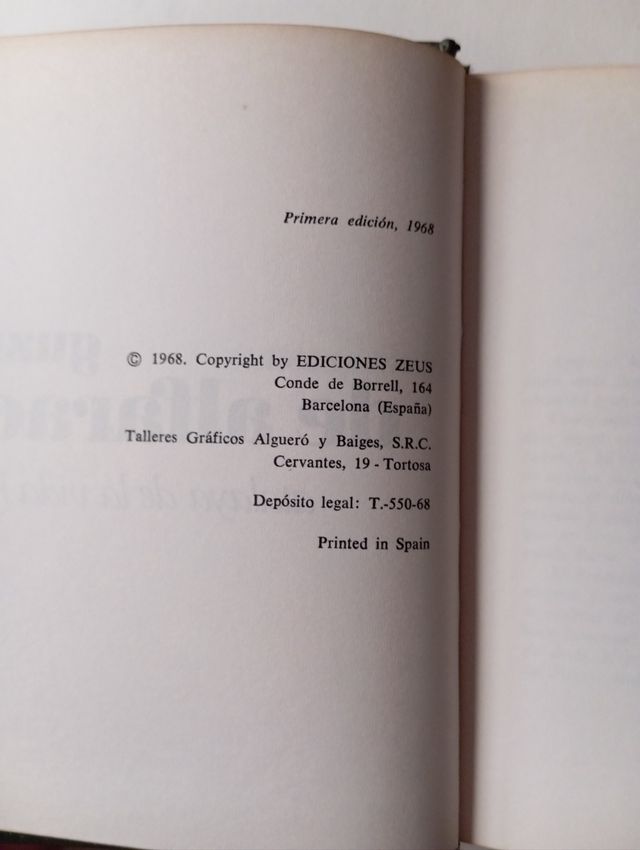 Primera edición, 1968
© 1968. Copyright by EDICIONES ZEUS
Conde de Borrell, 164
Barcelona (España)
Talleres Gráficos Algueró y Baiges, S.R.C.
Cervantes, 19 - Tortosa
Depósito legal: T.-550-68
Printed in Spain